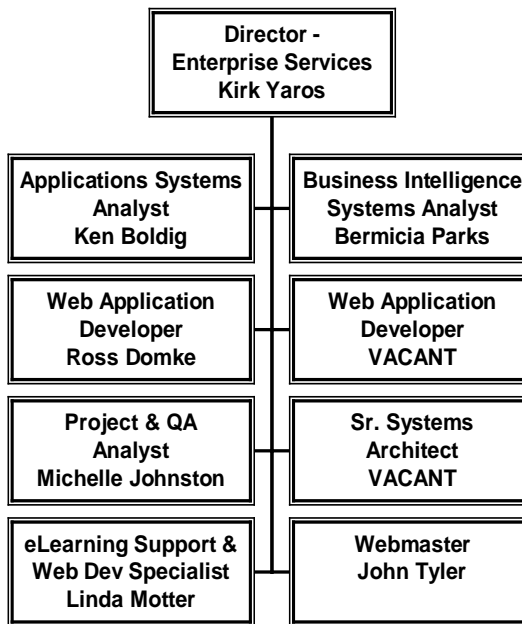 Director -
Enterprise Services
Kirk Yaros
Applications Systems
Analyst
Ken Boldig
Business Intelligence
Systems Analyst
Bermicia Parks
Web Application
Developer
Ross Domke
Web Application
Developer
VACANT
Project & QA
Analyst
Michelle Johnston
Sr. Systems
Architect
VACANT
eLearning Support &
Web Dev Specialist
Linda Motter
Webmaster
John Tyler